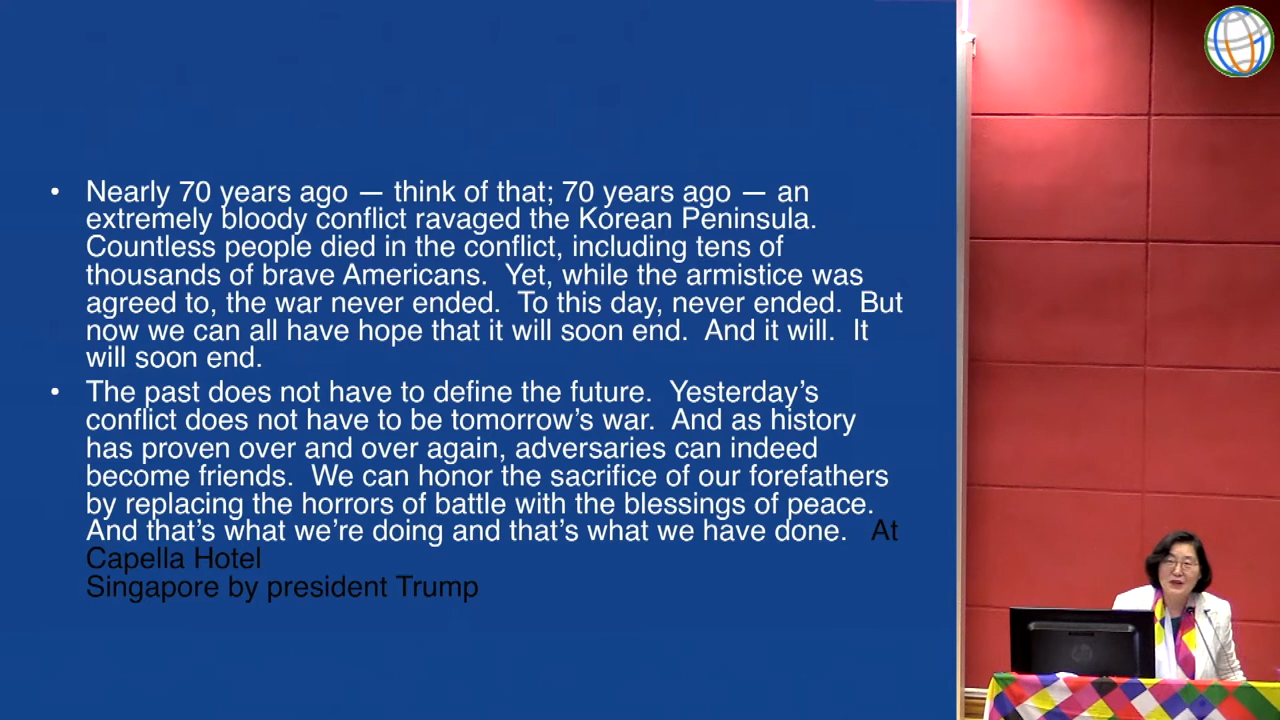 • Nearly 70 years ago — think of that; 70 years ago — an
extremely bloody conflict ravaged the Korean Peninsula.
Countless people died in the conflict, including tens of
thousands of brave Americans.  Yet, while the armistice was
agreed to, the war never ended.  To this day, never ended.  But
now we can all have hope that it will soon end.  And it will.  It
will soon end.
• The past does not have to define the future.  Yesterday’s
conflict does not have to be tomorrow’s war.  And as history
has proven over and over again, adversaries can indeed
become friends.  We can honor the sacrifice of our forefathers
by replacing the horrors of battle with the blessings of peace.
And that’s what we’re doing and that’s what we have done.   At
Capella Hotel
Singapore by president Trump